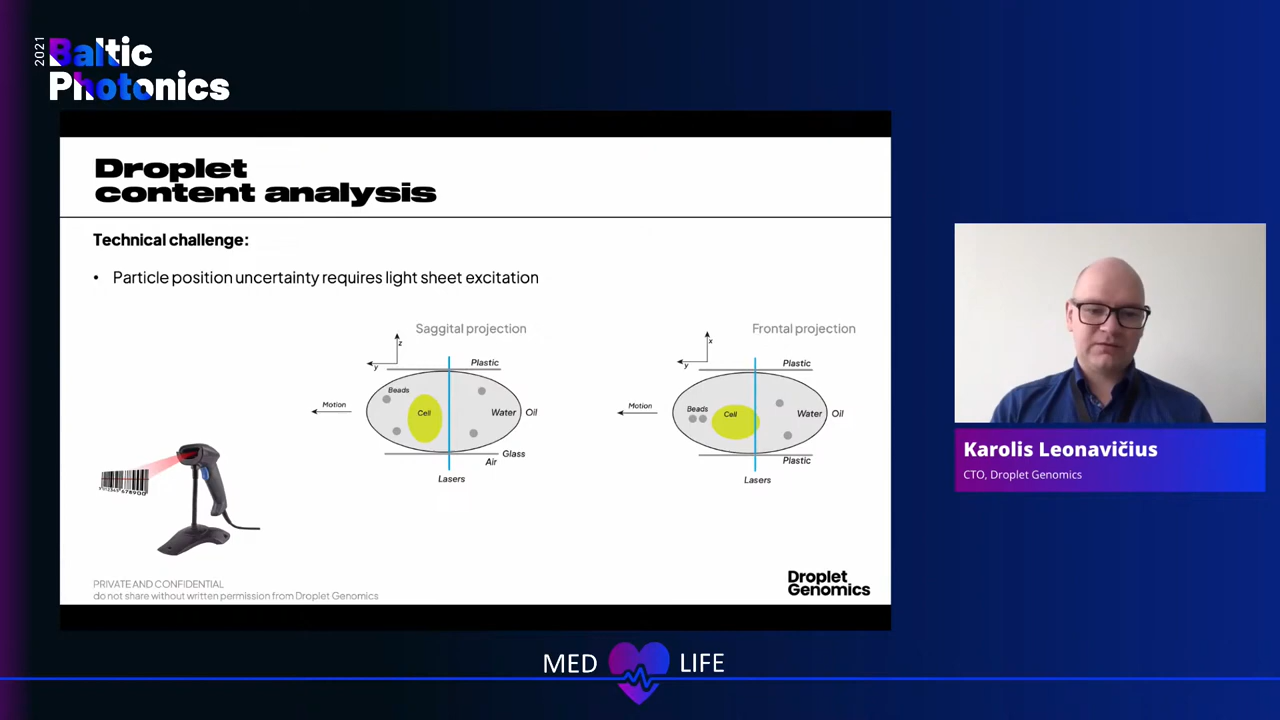 2021
Baltic
Photonics
Droplet
content analysis
Technical challenge:
• Particle position uncertainty requires light sheet excitation
Saggital projection
z
y
Plastic
Beads
Motion
Cell
Water
Oil
Glass
Air
Lasers
Frontal projection
x
y
Plastic
Beads
Motion
Cell
Water
Oil
Plastic
Lasers
PRIVATE AND CONFIDENTIAL
do not share without written permission from Droplet Genomics
Droplet
Genomics
Karolis Leonavičius
CTO, Droplet Genomics
MED LIFE